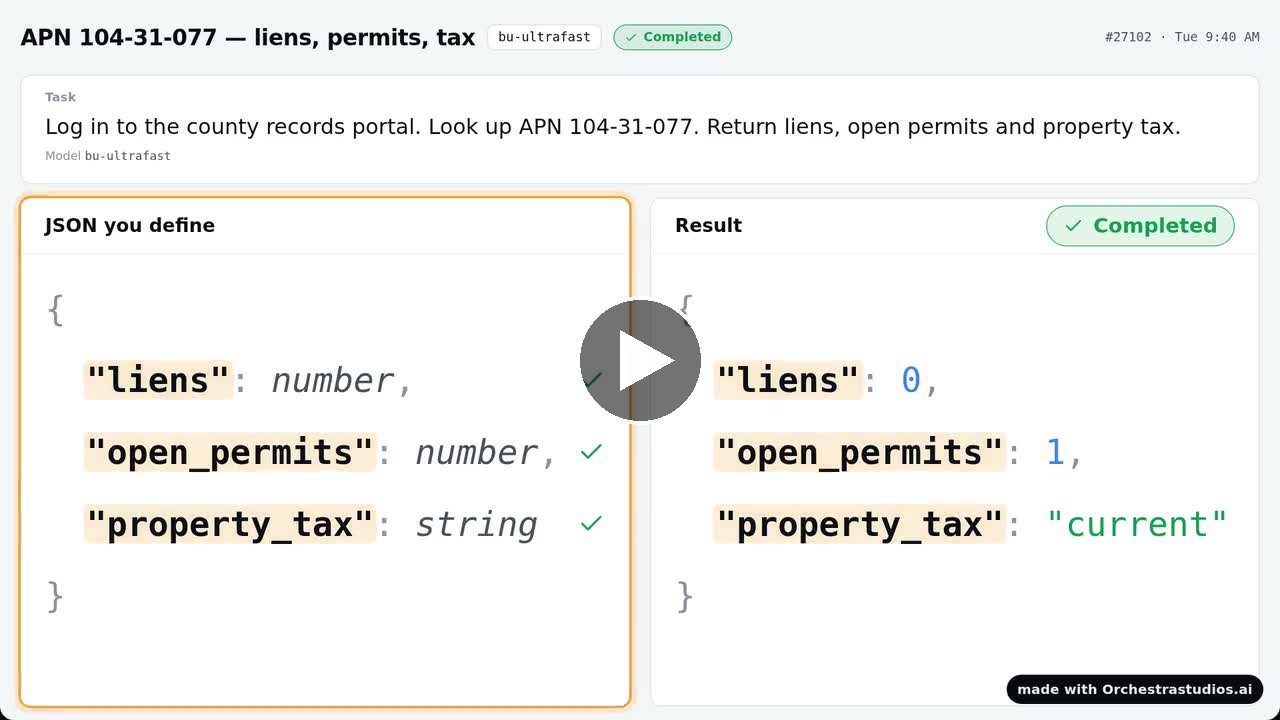 APN 104-31-077 — liens, permits, tax bu-ultrafast ✓ Completed #27102 · Tue 9:40 AM
Task
Log in to the county records portal. Look up APN 104-31-077. Return liens, open permits and property tax.
Model bu-ultrafast
JSON you define
{
"liens": number, ✓
"open_permits": number, ✓
"property_tax": string ✓
}
Result ✓ Completed
{
"liens": 0,
"open_permits": 1,
"property_tax": "current"
}
made with Orchestrastudios.ai